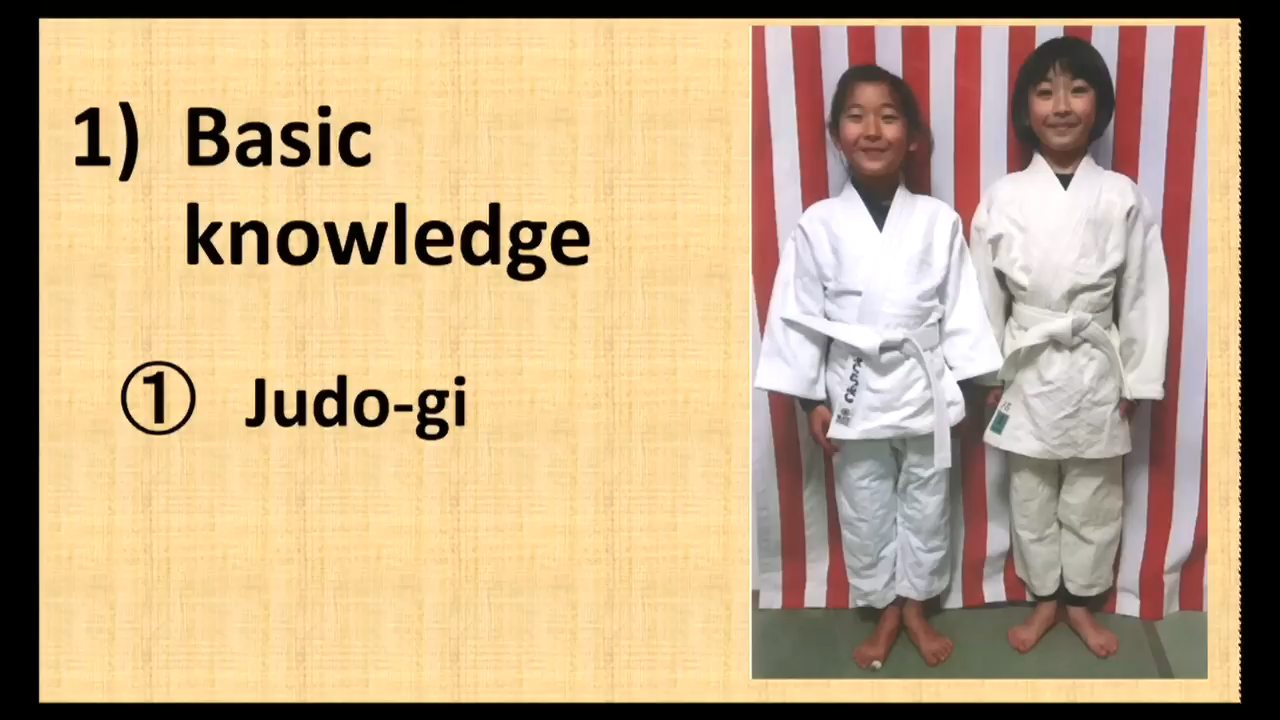 1) Basic
knowledge
① Judo-gi